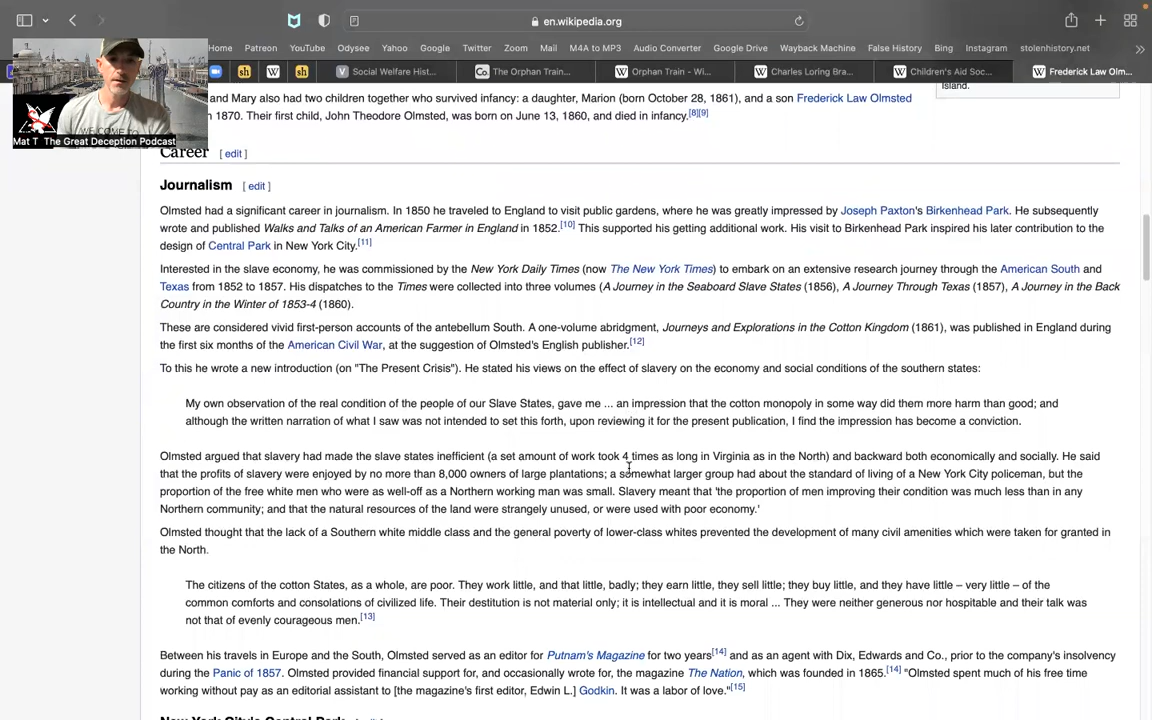 en.wikipedia.org
Home Patreon YouTube Odysee Yahoo Google Twitter Zoom Mail M4A to MP3 Audio Converter Google Drive Wayback Machine False History Bing Instagram stolenhistory.net
sh W sh V Social Welfare Hist... Co. The Orphan Train... W Orphan Train - Wi... W Charles Loring Bra... W Children's Aid Soc... W Frederick Law Olm...
Island.
and Mary also had two children together who survived infancy: a daughter, Marion (born October 28, 1861), and a son Frederick Law Olmsted
n 1870. Their first child, John Theodore Olmsted, was born on June 13, 1860, and died in infancy.[8][9]
WE COME TO
Mat T The Great Deception Podcast
Career [ edit ]
Journalism [ edit ]
Olmsted had a significant career in journalism. In 1850 he traveled to England to visit public gardens, where he was greatly impressed by Joseph Paxton's Birkenhead Park. He subsequently
wrote and published Walks and Talks of an American Farmer in England in 1852.[10] This supported his getting additional work. His visit to Birkenhead Park inspired his later contribution to the
design of Central Park in New York City.[11]
Interested in the slave economy, he was commissioned by the New York Daily Times (now The New York Times) to embark on an extensive research journey through the American South and
Texas from 1852 to 1857. His dispatches to the Times were collected into three volumes (A Journey in the Seaboard Slave States (1856), A Journey Through Texas (1857), A Journey in the Back
Country in the Winter of 1853-4 (1860).
These are considered vivid first-person accounts of the antebellum South. A one-volume abridgment, Journeys and Explorations in the Cotton Kingdom (1861), was published in England during
the first six months of the American Civil War, at the suggestion of Olmsted's English publisher.[12]
To this he wrote a new introduction (on "The Present Crisis"). He stated his views on the effect of slavery on the economy and social conditions of the southern states:
My own observation of the real condition of the people of our Slave States, gave me ... an impression that the cotton monopoly in some way did them more harm than good; and
although the written narration of what I saw was not intended to set this forth, upon reviewing it for the present publication, I find the impression has become a conviction.
Olmsted argued that slavery had made the slave states inefficient (a set amount of work took 4 times as long in Virginia as in the North) and backward both economically and socially. He said
that the profits of slavery were enjoyed by no more than 8,000 owners of large plantations; a somewhat larger group had about the standard of living of a New York City policeman, but the
proportion of the free white men who were as well-off as a Northern working man was small. Slavery meant that 'the proportion of men improving their condition was much less than in any
Northern community; and that the natural resources of the land were strangely unused, or were used with poor economy.'
Olmsted thought that the lack of a Southern white middle class and the general poverty of lower-class whites prevented the development of many civil amenities which were taken for granted in
the North.
The citizens of the cotton States, as a whole, are poor. They work little, and that little, badly; they earn little, they sell little; they buy little, and they have little – very little – of the
common comforts and consolations of civilized life. Their destitution is not material only; it is intellectual and it is moral ... They were neither generous nor hospitable and their talk was
not that of evenly courageous men.[13]
Between his travels in Europe and the South, Olmsted served as an editor for Putnam's Magazine for two years[14] and as an agent with Dix, Edwards and Co., prior to the company's insolvency
during the Panic of 1857. Olmsted provided financial support for, and occasionally wrote for, the magazine The Nation, which was founded in 1865.[14] "Olmsted spent much of his free time
working without pay as an editorial assistant to [the magazine's first editor, Edwin L.] Godkin. It was a labor of love."[15]
New York City's Central Park